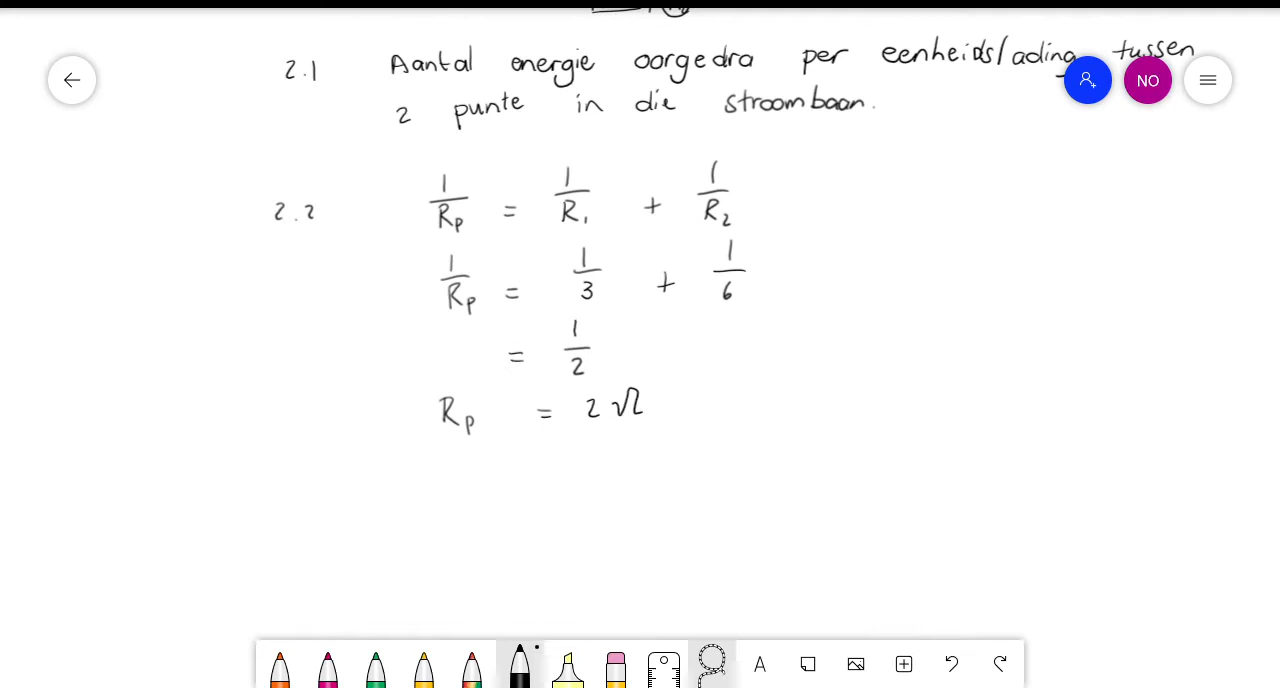 2.1 Aantal energie oorgedra per eenheidslading tussen
2 punte in die stroombaan.
2.2 1/Rp = 1/R1 + 1/R2
1/Rp = 1/3 + 1/6
= 1/2
Rp = 2 Ω
NO
A